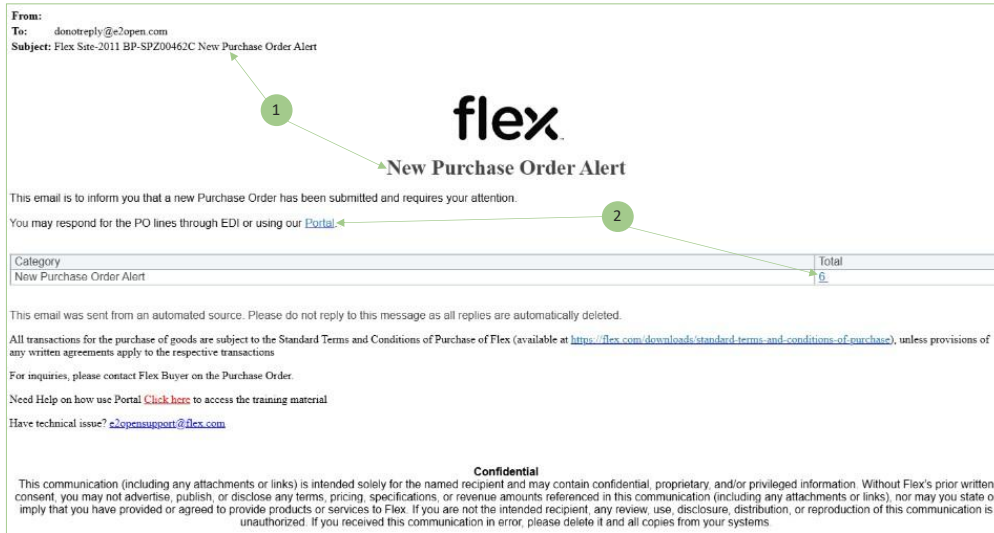 From:
To: donotreply@e2open.com
Subject: Flex Site-2011 BP-SPZ00462C New Purchase Order Alert
1
flex
New Purchase Order Alert
This email is to inform you that a new Purchase Order has been submitted and requires your attention.
You may respond for the PO lines through EDI or using our Portal.
2
Category Total
New Purchase Order Alert 6
This email was sent from an automated source. Please do not reply to this message as all replies are automatically deleted.
All transactions for the purchase of goods are subject to the Standard Terms and Conditions of Purchase of Flex (available at https://flex.com/downloads/standard-terms-and-conditions-of-purchase), unless provisions of
any written agreements apply to the respective transactions
For inquiries, please contact Flex Buyer on the Purchase Order.
Need Help on how use Portal Click here to access the training material
Have technical issue? e2opensupport@flex.com
Confidential
This communication (including any attachments or links) is intended solely for the named recipient and may contain confidential, proprietary, and/or privileged information. Without Flex's prior written
consent, you may not advertise, publish, or disclose any terms, pricing, specifications, or revenue amounts referenced in this communication (including any attachments or links), nor may you state o
imply that you have provided or agreed to provide products or services to Flex. If you are not the intended recipient, any review, use, disclosure, distribution, or reproduction of this communication is
unauthorized. If you received this communication in error, please delete it and all copies from your systems.